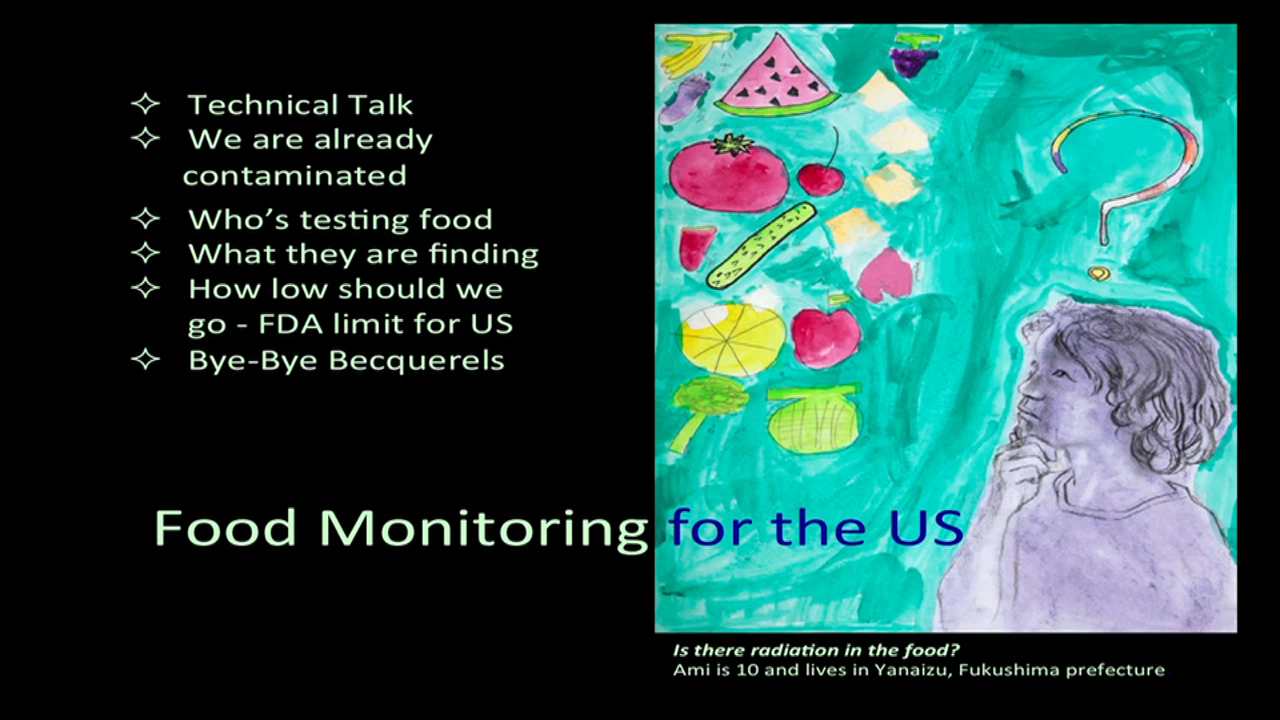 Technical Talk
We are already
contaminated
Who's testing food
What they are finding
How low should we
go - FDA limit for US
Bye-Bye Becquerels
Food Monitoring for the US
Is there radiation in the food?
Ami is 10 and lives in Yanaizu, Fukushima prefecture